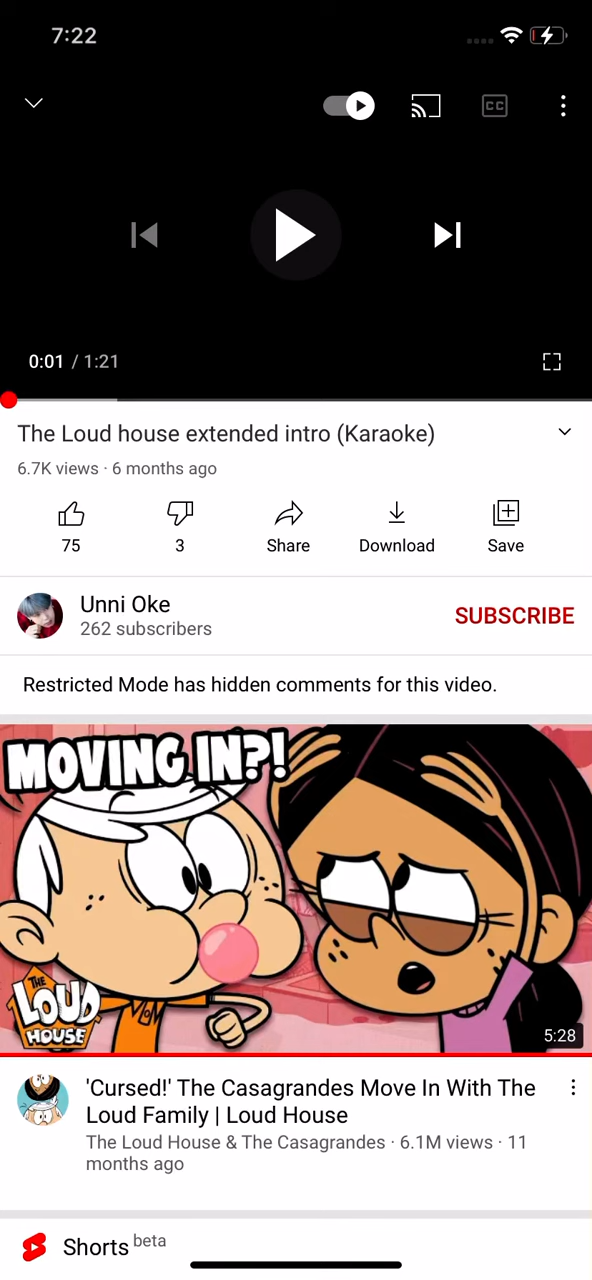 7:22
CC
0:01 / 1:21
The Loud house extended intro (Karaoke)
6.7K views · 6 months ago
75
3
Share
Download
Save
Unni Oke
262 subscribers
SUBSCRIBE
Restricted Mode has hidden comments for this video.
MOVING IN?!
THE
LOUD
HOUSE
5:28
'Cursed!' The Casagrandes Move In With The
Loud Family | Loud House
The Loud House & The Casagrandes · 6.1M views · 11
months ago
Shorts beta